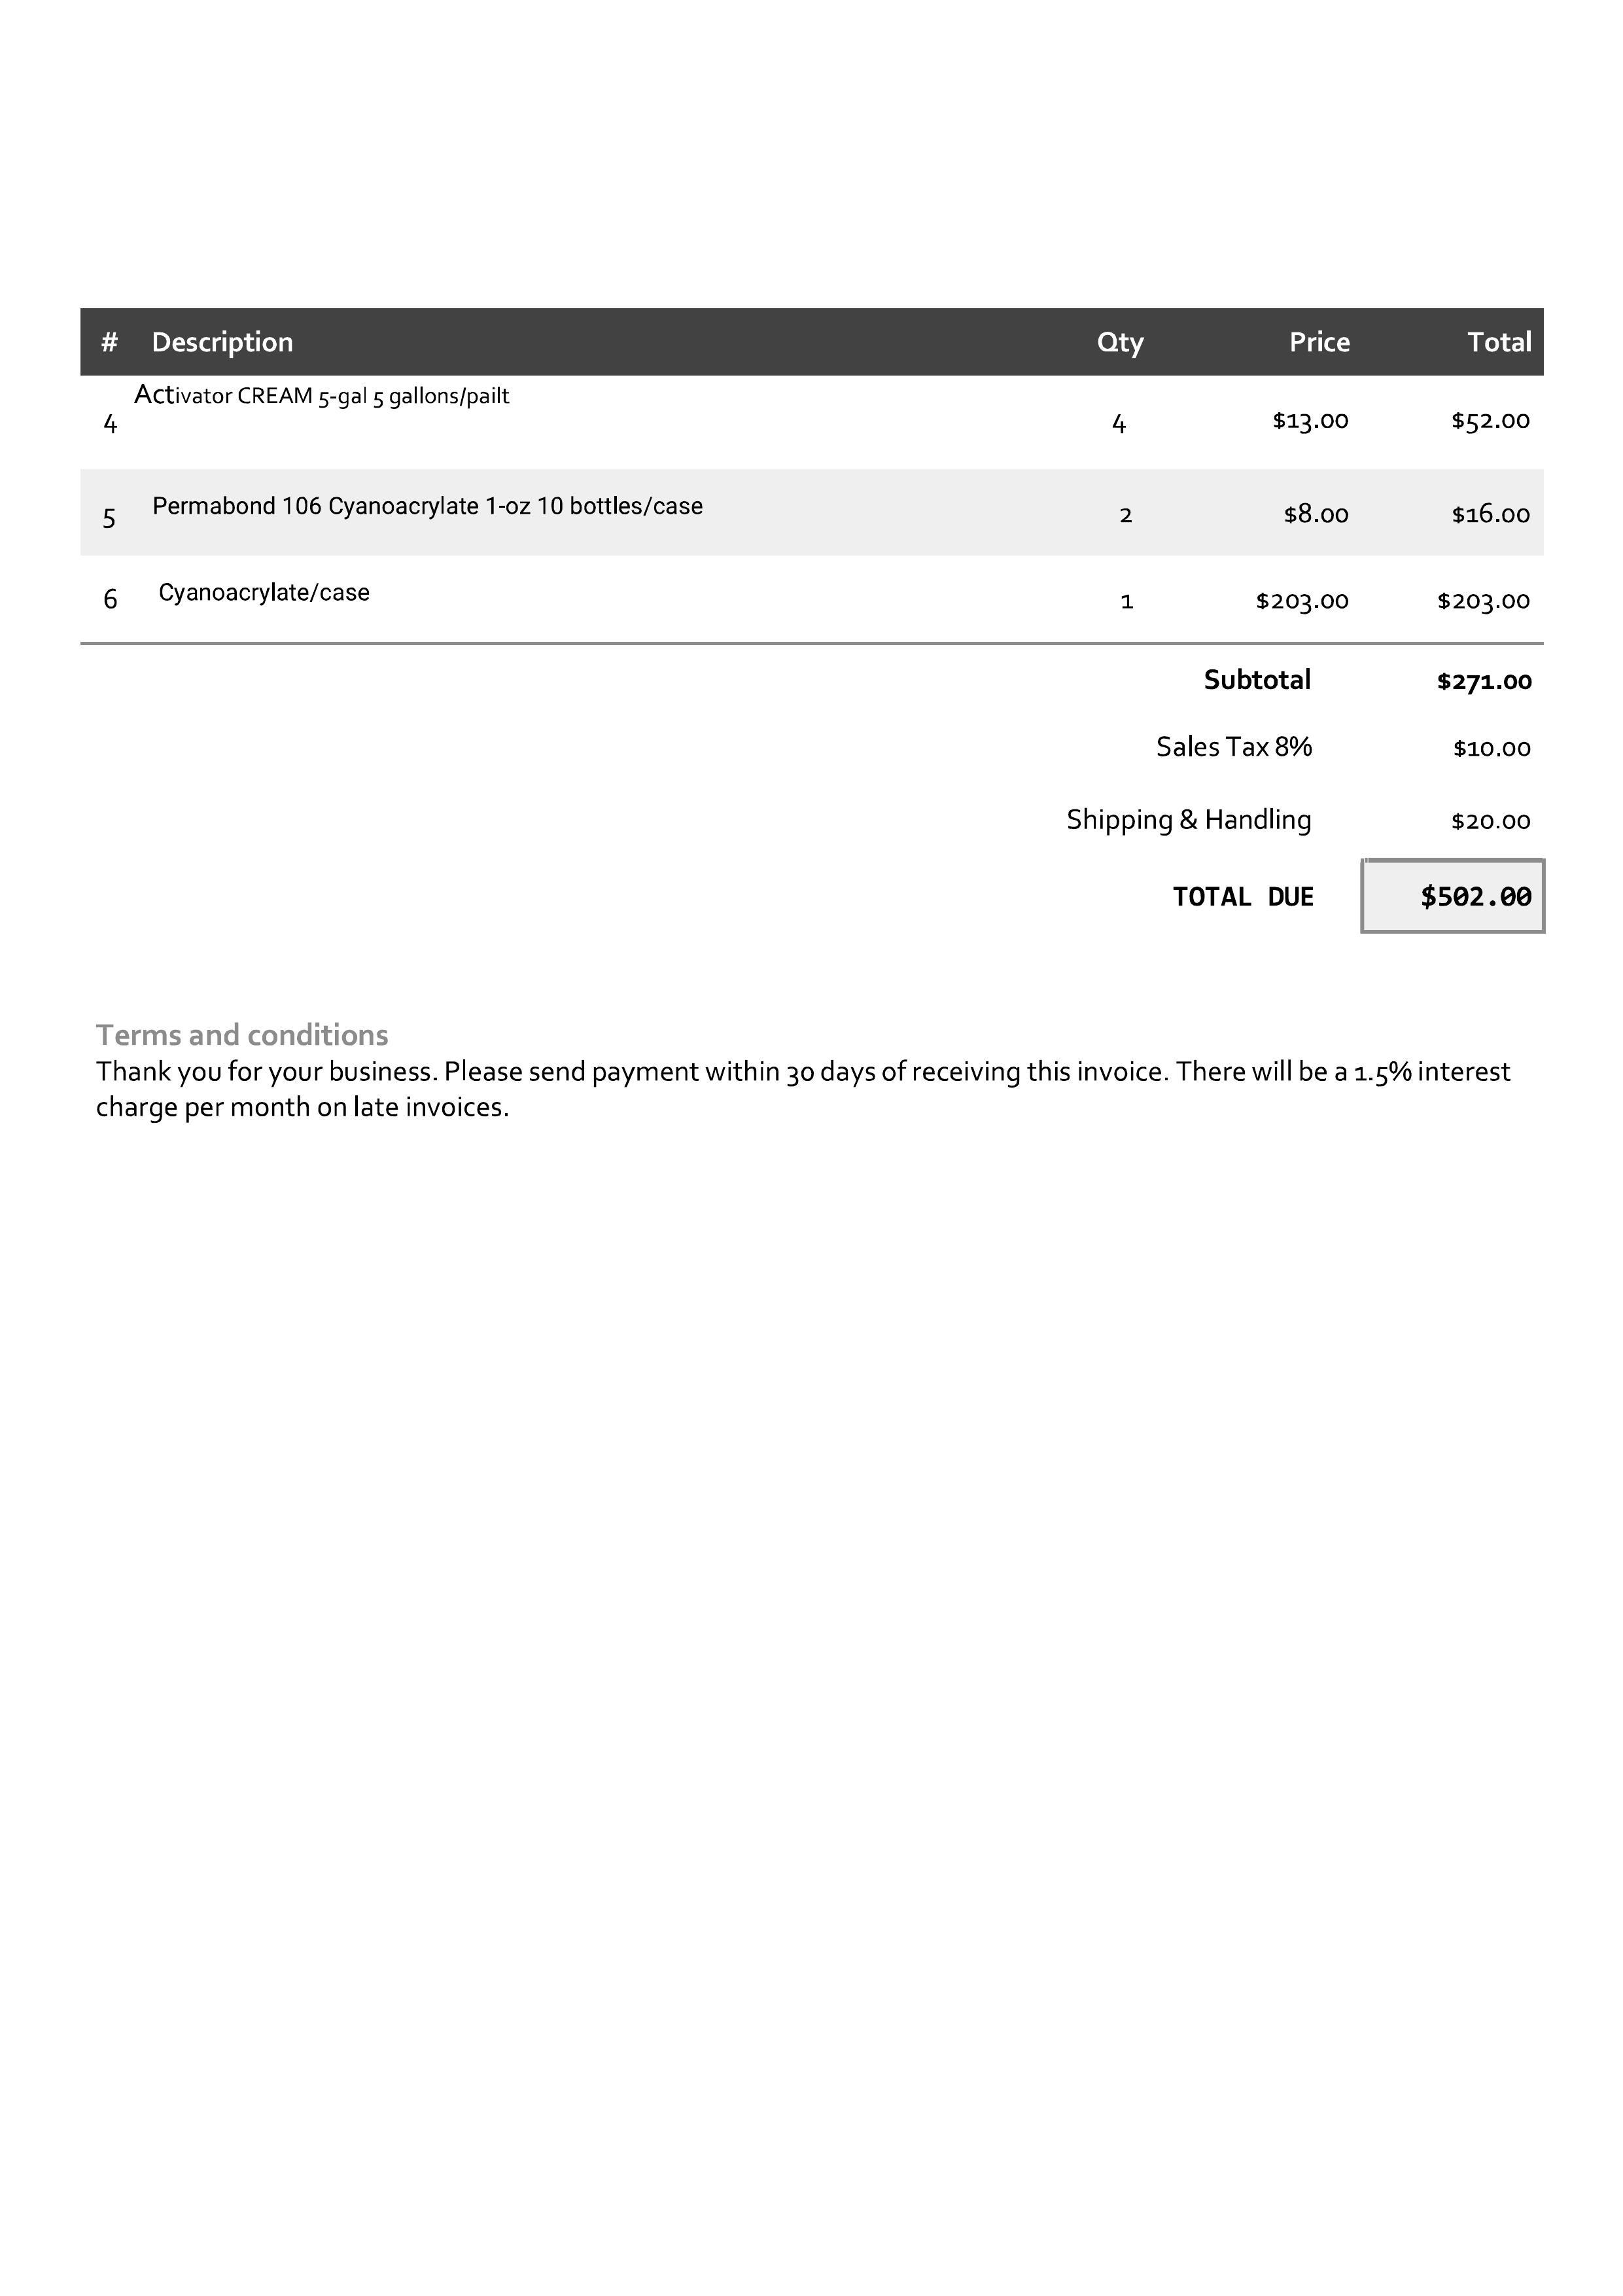 # Description Qty Price Total
Activator CREAM 5-gal 5 gallons/pailt
4 4 $13.00 $52.00
Permabond 106 Cyanoacrylate 1-oz 10 bottles/case
5 2 $8.00 $16.00
Cyanoacrylate/case
6 1 $203.00 $203.00
Subtotal $271.00
Sales Tax 8% $10.00
Shipping & Handling $20.00
TOTAL DUE $502.00
Terms and conditions
Thank you for your business. Please send payment within 30 days of receiving this invoice. There will be a 1.5% interest
charge per month on late invoices.